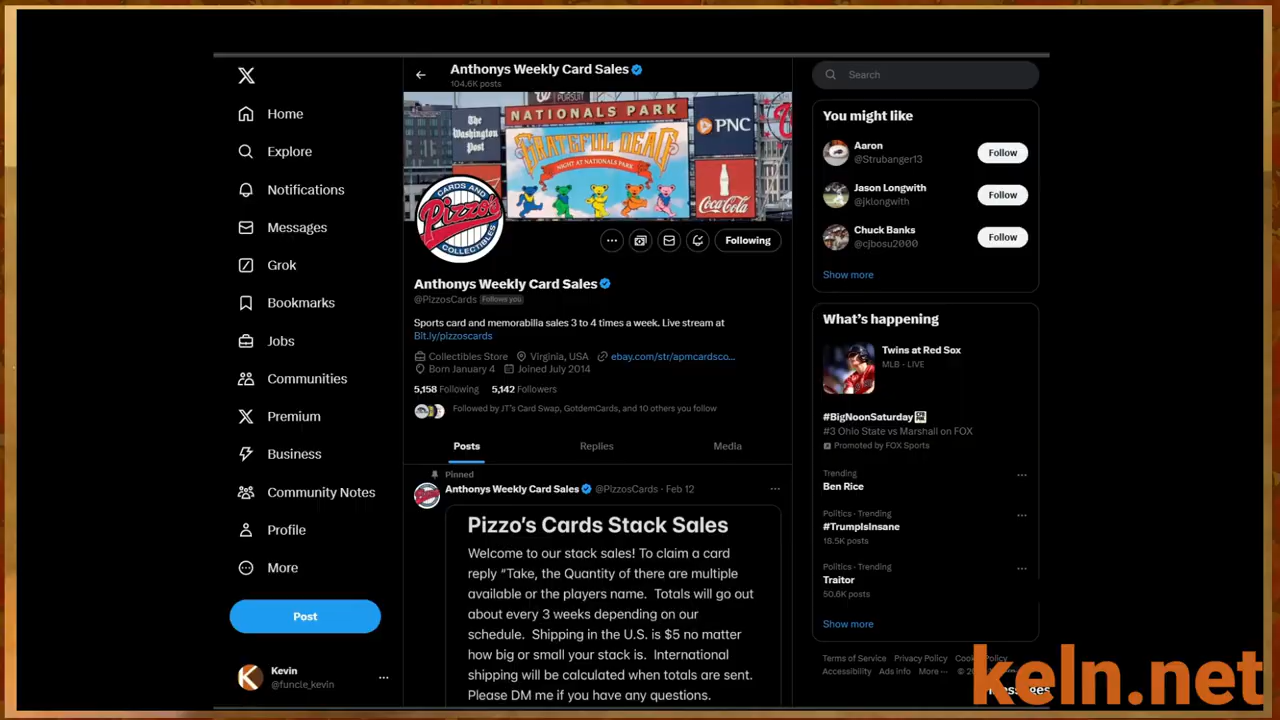 Home
Explore
Notifications
Messages
Grok
Bookmarks
Jobs
Communities
Premium
Business
Community Notes
Profile
More
Post
Kevin
@funcle_kevin
Anthonys Weekly Card Sales
104.6K posts
PURSUIT
NATIONALS PARK
The
Washington
Post
GRATEFUL DEAD
NIGHT AT NATIONALS PARK
PNC
Coca-Cola
CARDS AND
Pizzo's
COLLECTIBLES
Following
Anthonys Weekly Card Sales
@PizzosCards Follows you
Sports card and memorabilia sales 3 to 4 times a week. Live stream at
Bit.ly/pizzoscards
Collectibles Store Virginia, USA ebay.com/str/apmcardsco…
Born January 4 Joined July 2014
5,158 Following 5,142 Followers
Followed by JT's Card Swap, GotdemCards, and 10 others you follow
Posts Replies Media
Pinned
Anthonys Weekly Card Sales @PizzosCards · Feb 12
Pizzo's Cards Stack Sales
Welcome to our stack sales! To claim a card
reply “Take, the Quantity of there are multiple
available or the players name. Totals will go out
about every 3 weeks depending on our
schedule. Shipping in the U.S. is $5 no matter
how big or small your stack is. International
shipping will be calculated when totals are sent.
Please DM me if you have any questions.
Search
You might like
Aaron
@Strubanger13
Follow
Jason Longwith
@jklongwith
Follow
Chuck Banks
@cjbosu2000
Follow
Show more
What's happening
Twins at Red Sox
MLB · LIVE
#BigNoonSaturday
#3 Ohio State vs Marshall on FOX
Promoted by FOX Sports
Trending
Ben Rice
Politics · Trending
#TrumpIsInsane
18.5K posts
Politics · Trending
Traitor
50.6K posts
Show more
Terms of Service Privacy Policy Cookie Policy
Accessibility Ads info More ··· © 20
Messages
keln.net